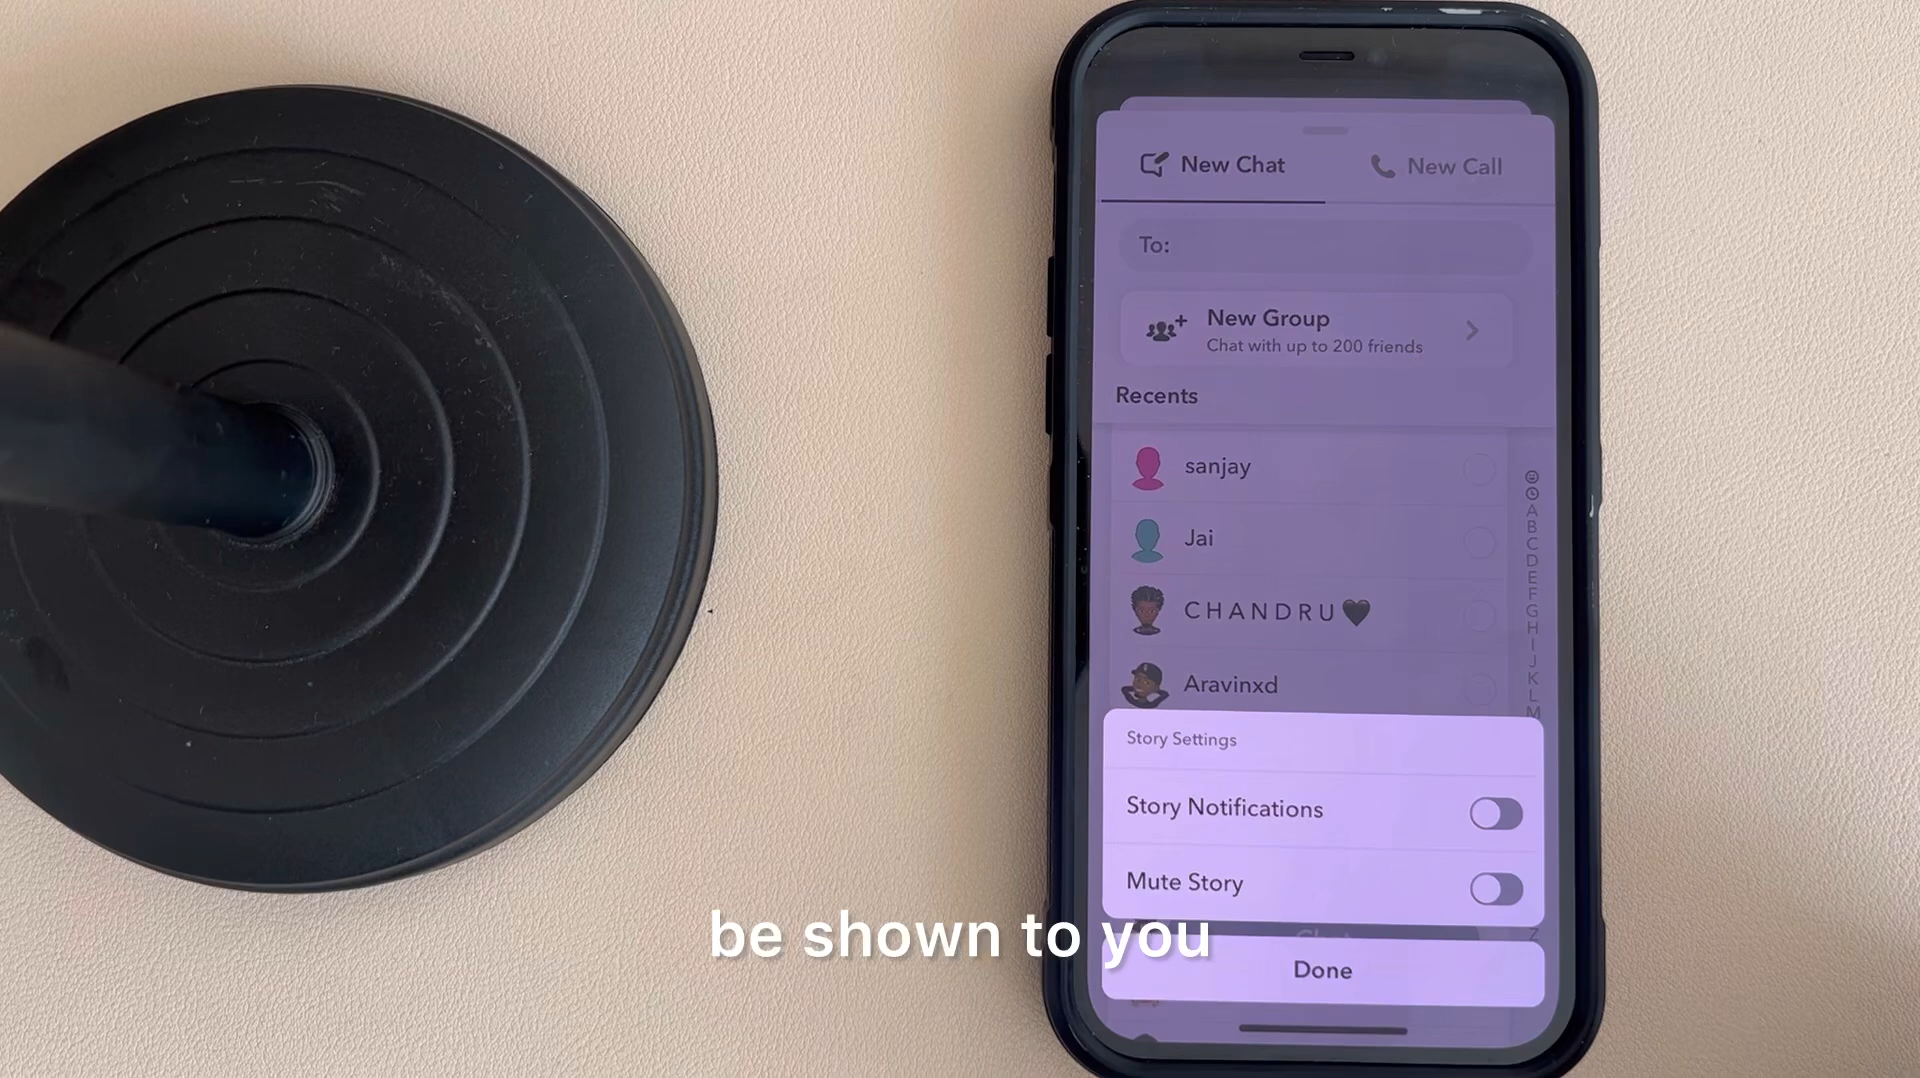 New Chat
New Call
To:
New Group
Chat with up to 200 friends
Recents
sanjay
Jai
CHANDRU🖤
Aravinxd
A
B
C
D
E
F
G
H
I
J
K
L
M
Z
Story Settings
Story Notifications
Mute Story
be shown to you
Done